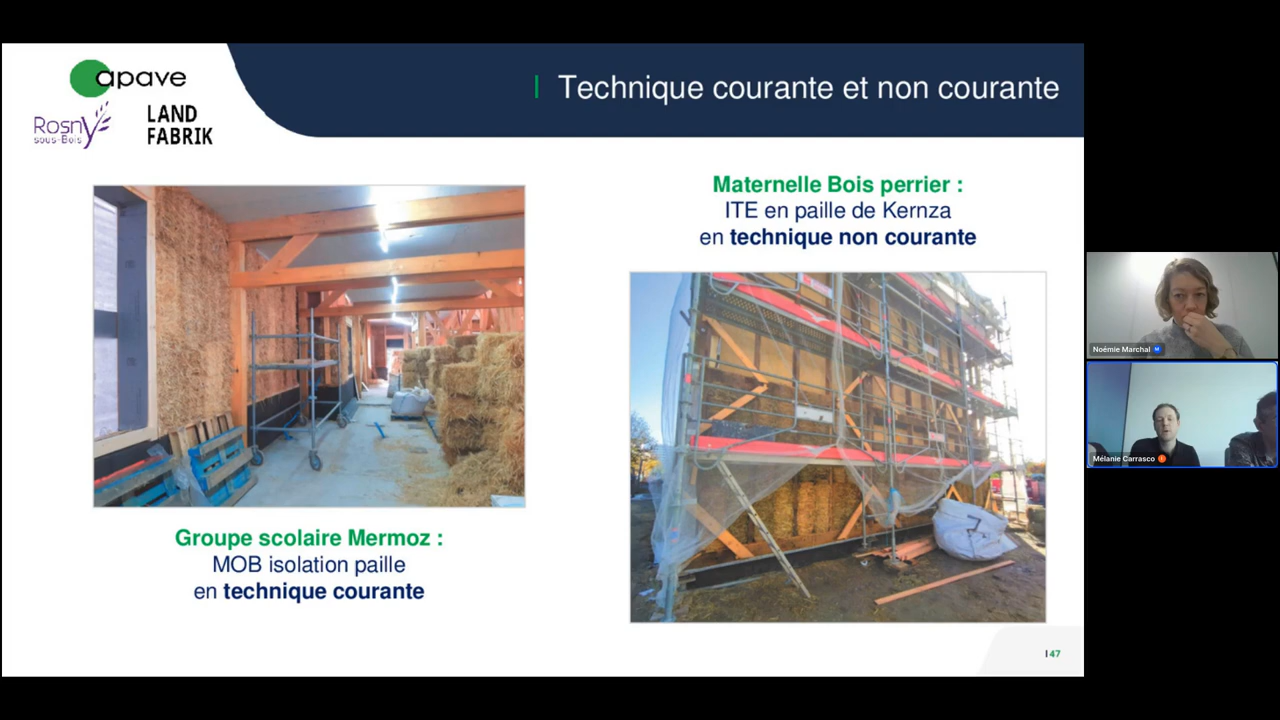 apave
Rosny
sous-Bois
LAND
FABRIK
| Technique courante et non courante
Maternelle Bois perrier :
ITE en paille de Kernza
en technique non courante
Groupe scolaire Mermoz :
MOB isolation paille
en technique courante
Noémie Marchal
Mélanie Carrasco
| 47